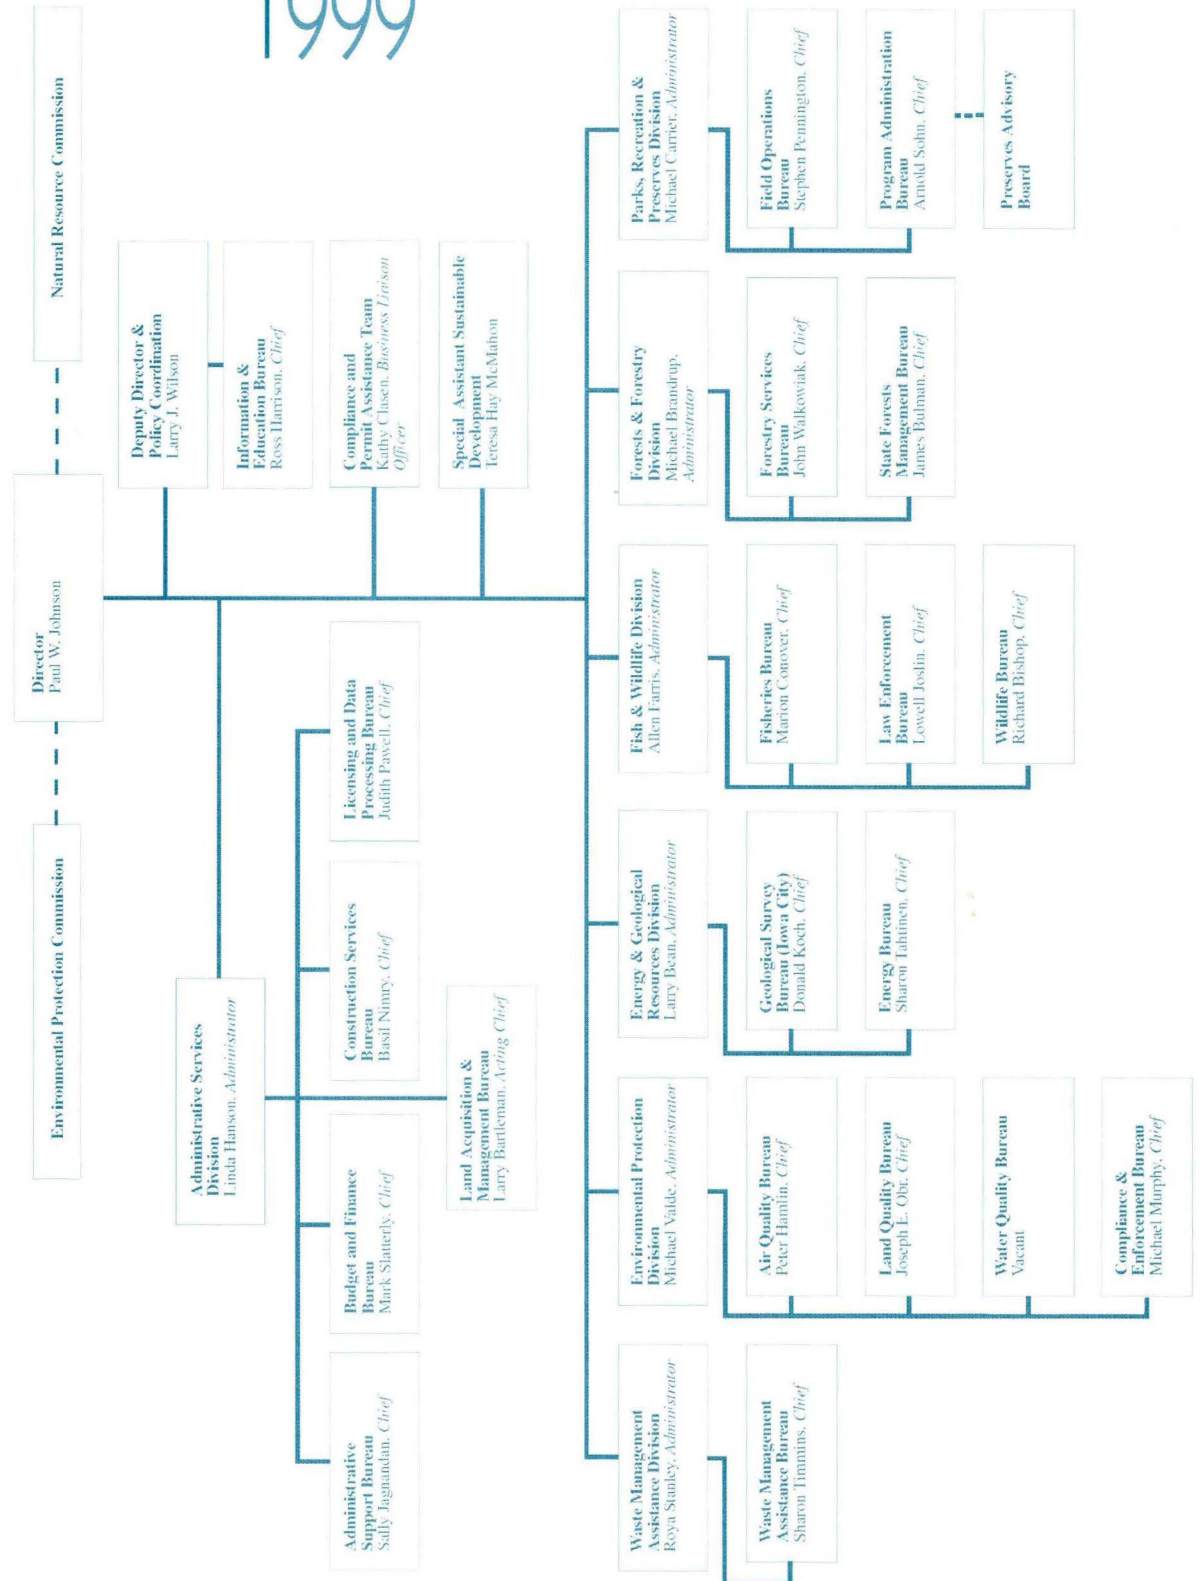 1999
Environmental Protection Commission
Director
Paul W. Johnson
Natural Resource Commission
Deputy Director &
Policy Coordination
Larry J. Wilson
Information &
Education Bureau
Ross Harrison, Chief
Compliance and
Permit Assistance Team
Kathy Clasen, Business Liaison
Officer
Special Assistant Sustainable
Development
Teresa Hay McMahon
Administrative Services
Division
Linda Hanson, Administrator
Administrative
Support Bureau
Sally Jagnandan, Chief
Budget and Finance
Bureau
Mark Slatterly, Chief
Construction Services
Bureau
Basil Nimry, Chief
Licensing and Data
Processing Bureau
Judith Pawell, Chief
Land Acquisition &
Management Bureau
Larry Bartleman, Acting Chief
Waste Management
Assistance Division
Roya Stanley, Administrator
Waste Management
Assistance Bureau
Sharon Timmins, Chief
Environmental Protection
Division
Michael Valde, Administrator
Air Quality Bureau
Peter Hamlin, Chief
Land Quality Bureau
Joseph E. Obr, Chief
Water Quality Bureau
Vacant
Compliance &
Enforcement Bureau
Michael Murphy, Chief
Energy & Geological
Resources Division
Larry Bean, Administrator
Geological Survey
Bureau (Iowa City)
Donald Koch, Chief
Energy Bureau
Sharon Tahtinen, Chief
Fish & Wildlife Division
Allen Farris, Administrator
Fisheries Bureau
Marion Conover, Chief
Law Enforcement
Bureau
Lowell Joslin, Chief
Wildlife Bureau
Richard Bishop, Chief
Forests & Forestry
Division
Michael Brandrup,
Administrator
Forestry Services
Bureau
John Walkowiak, Chief
State Forests
Management Bureau
James Bulman, Chief
Parks, Recreation &
Preserves Division
Michael Carrier, Administrator
Field Operations
Bureau
Stephen Pennington, Chief
Program Administration
Bureau
Arnold Sohn, Chief
Preserves Advisory
Board